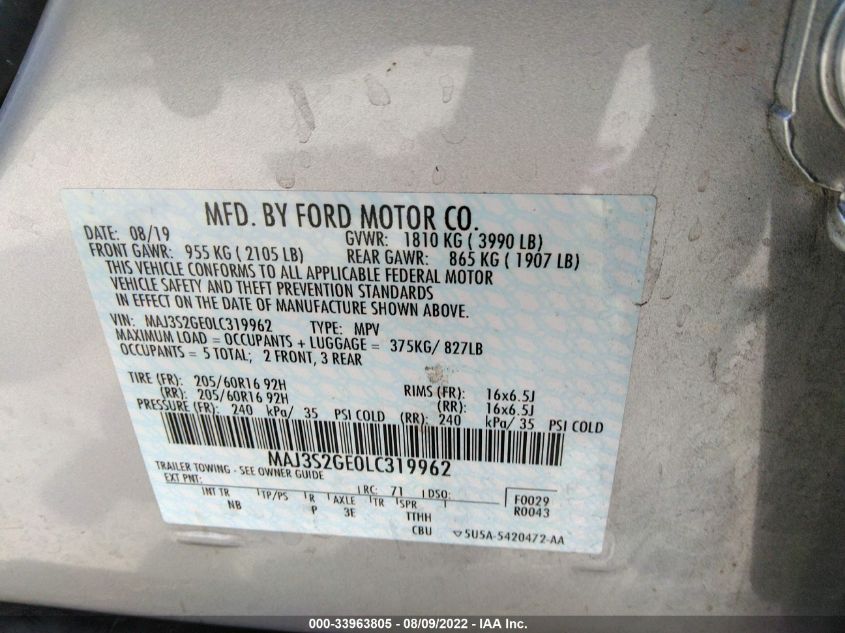 MFD. BY FORD MOTOR CO.
DATE: 08/19 GVWR: 1810 KG ( 3990 LB)
FRONT GAWR: 955 KG ( 2105 LB) REAR GAWR: 865 KG ( 1907 LB)
THIS VEHICLE CONFORMS TO ALL APPLICABLE FEDERAL MOTOR
VEHICLE SAFETY AND THEFT PREVENTION STANDARDS
IN EFFECT ON THE DATE OF MANUFACTURE SHOWN ABOVE.
VIN: MAJ3S2GE0LC319962 TYPE: MPV
MAXIMUM LOAD = OCCUPANTS + LUGGAGE = 375KG/ 827LB
OCCUPANTS = 5 TOTAL; 2 FRONT, 3 REAR
TIRE (FR): 205/60R16 92H RIMS (FR): 16x6.5J
(RR): 205/60R16 92H (RR): 16x6.5J
PRESSURE (FR): 240 kPa/ 35 PSI COLD (RR): 240 kPa/ 35 PSI COLD
MAJ3S2GE0LC319962
TRAILER TOWING - SEE OWNER GUIDE
EXT PNT: RC: 71 DSO: F0029
INT TR TP/PS R AXLE TR SPR R0043
NB P 3E TTHH
CBU 5U5A-5420472-AA
000-33963805 - 08/09/2022 - IAA Inc.